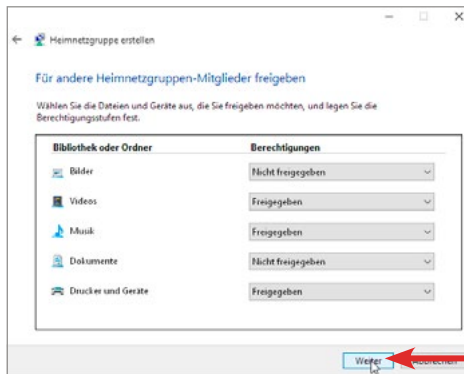 Heimnetzgruppe erstellen
Für andere Heimnetzgruppen-Mitglieder freigeben
Wählen Sie die Dateien und Geräte aus, die Sie freigeben möchten, und legen Sie die
Berechtigungsstufen fest.
Bibliothek oder Ordner Berechtigungen
Bilder Nicht freigegeben
Videos Freigegeben
Musik Freigegeben
Dokumente Nicht freigegeben
Drucker und Geräte Freigegeben
Weiter Abbrechen